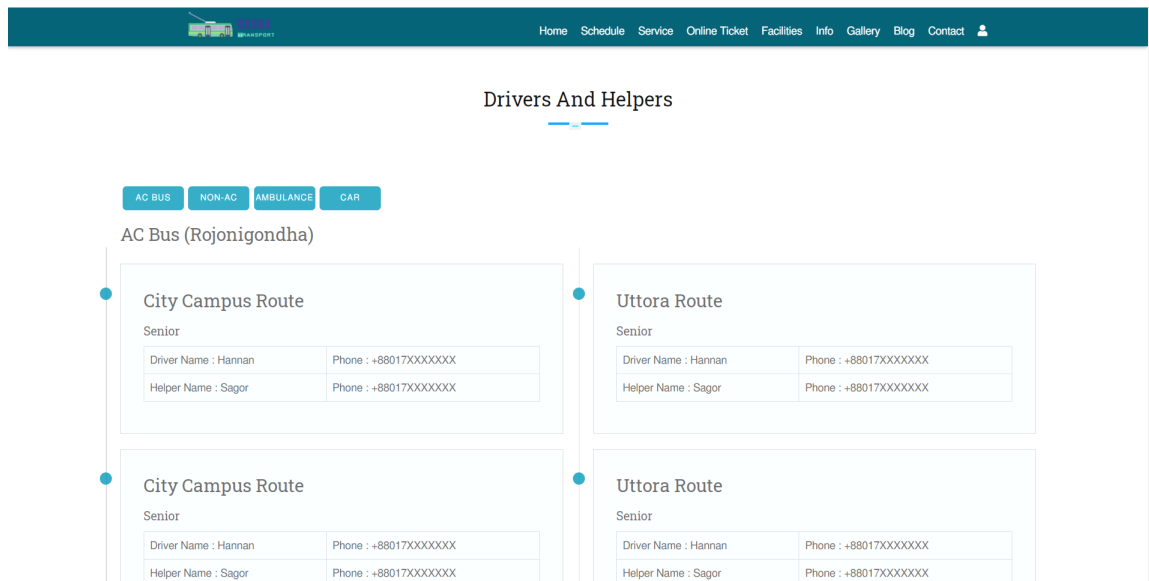 TRANSPORT
Home Schedule Service Online Ticket Facilities Info Gallery Blog Contact
Drivers And Helpers
AC BUS NON-AC AMBULANCE CAR
AC Bus (Rojonigondha)
City Campus Route
Senior
Driver Name : Hannan Phone : +88017XXXXXXX
Helper Name : Sagor Phone : +88017XXXXXXX
Uttora Route
Senior
Driver Name : Hannan Phone : +88017XXXXXXX
Helper Name : Sagor Phone : +88017XXXXXXX
City Campus Route
Senior
Driver Name : Hannan Phone : +88017XXXXXXX
Helper Name : Sagor Phone : +88017XXXXXXX
Uttora Route
Senior
Driver Name : Hannan Phone : +88017XXXXXXX
Helper Name : Sagor Phone : +88017XXXXXXX